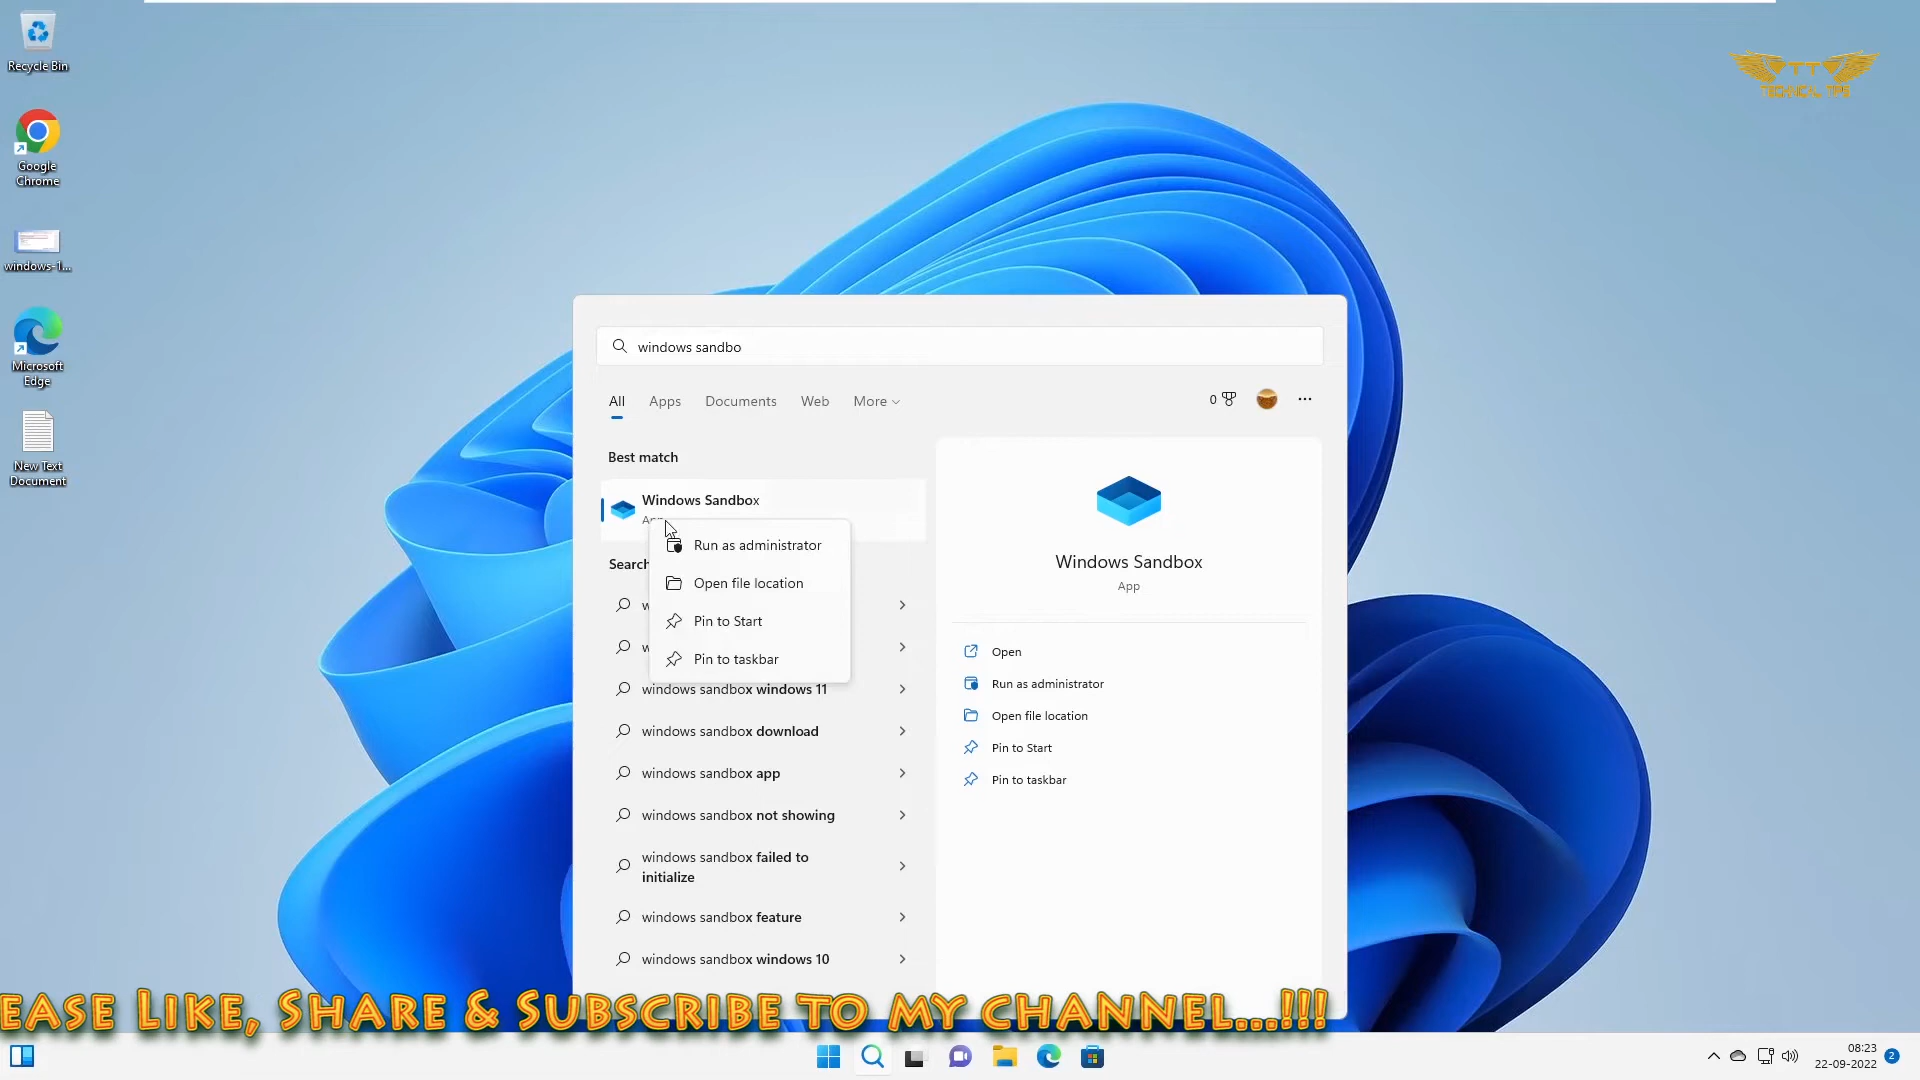 Recycle Bin
Google
Chrome
windows-1...
Microsoft
Edge
New Text
Document
TT
TECHNICAL TIPS
windows sandbo
All
Apps
Documents
Web
More
0
Best match
Windows Sandbox
App
Search
Run as administrator
Open file location
Pin to Start
Pin to taskbar
windows sandbox windows 11
windows sandbox download
windows sandbox app
windows sandbox not showing
windows sandbox failed to
initialize
windows sandbox feature
windows sandbox windows 10
Windows Sandbox
App
Open
Run as administrator
Open file location
Pin to Start
Pin to taskbar
EASE LIKE, SHARE & SUBSCRIBE TO MY CHANNEL...!!!
08:23
22-09-2022
2